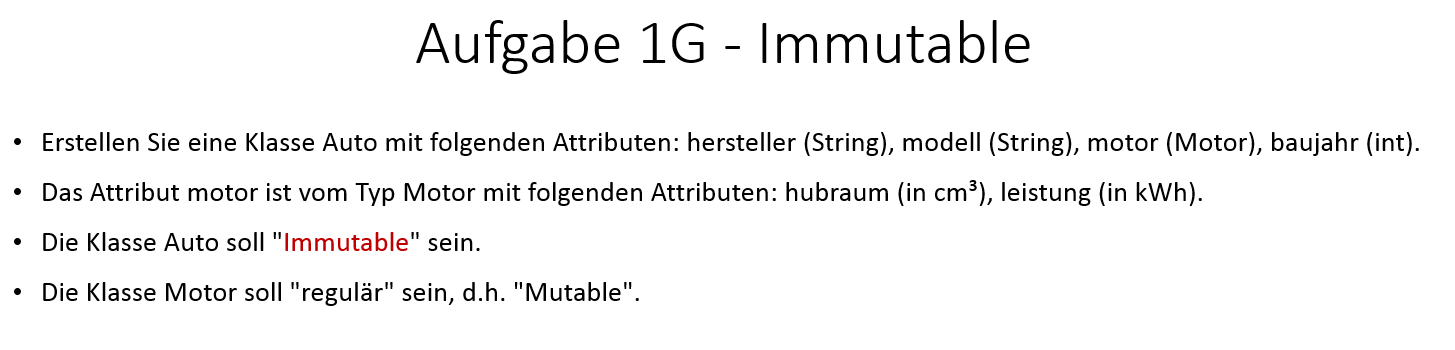 Aufgabe 1G - Immutable
• Erstellen Sie eine Klasse Auto mit folgenden Attributen: hersteller (String), modell (String), motor (Motor), baujahr (int).
• Das Attribut motor ist vom Typ Motor mit folgenden Attributen: hubraum (in cm³), leistung (in kWh).
• Die Klasse Auto soll "Immutable" sein.
• Die Klasse Motor soll "regulär" sein, d.h. "Mutable".